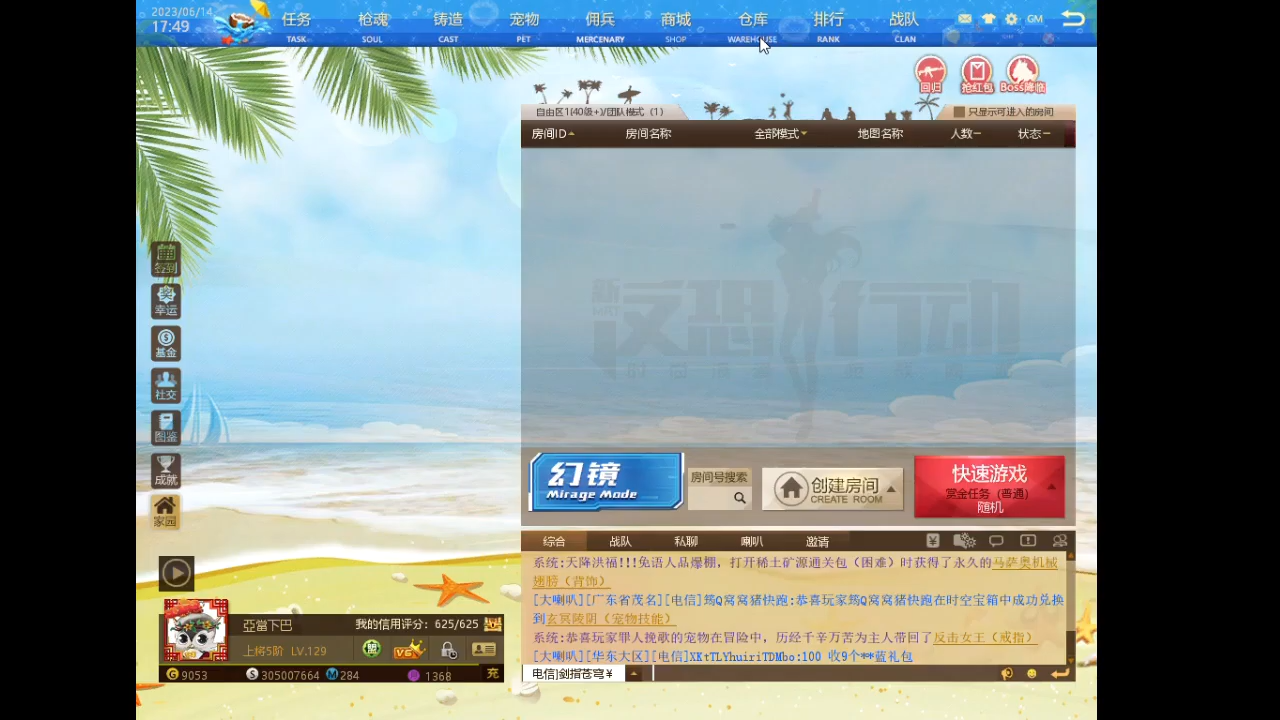 2023/06/14
17:49
任务 枪魂 铸造 宠物 佣兵 商城 仓库 排行 战队
TASK SOUL CAST PET MERCENARY SHOP WAREHOUSE RANK CLAN
GM
回归 抢红包 Boss降临
自由区1(40级+)/团队模式 (1)
只显示可进入的房间
房间ID 房间名称 全部模式 地图名称 人数 状态
反恐行动
签到
幸运
基金
社交
图鉴
成就
家园
幻镜
Mirage Mode
房间号搜索
创建房间
CREATE ROOM
快速游戏
赏金任务（普通）
随机
综合 战队 私聊 喇叭 邀请
系统:天降洪福!!!免语人品爆棚，打开稀土矿源通关包（困难）时获得了永久的马萨奥机械
翅膀（背饰）
[大喇叭][广东省茂名][电信]筠Q窝窝猪快跑:恭喜玩家筠Q窝窝猪快跑在时空宝箱中成功兑换
到玄冥陵阴（宠物技能）
系统:恭喜玩家罪人挽歌的宠物在冒险中，历经千辛万苦为主人带回了反击女王（戒指）
[大喇叭][华东大区][电信]XKtTLYhuiriTDMbo:100 收9个**蓝礼包
电信]剑指苍穹¥
亞當下巴
我的信用评分: 625/625
上校5阶 LV.129
盟
VG
G 9053
S 305007664
M 284
1368
充